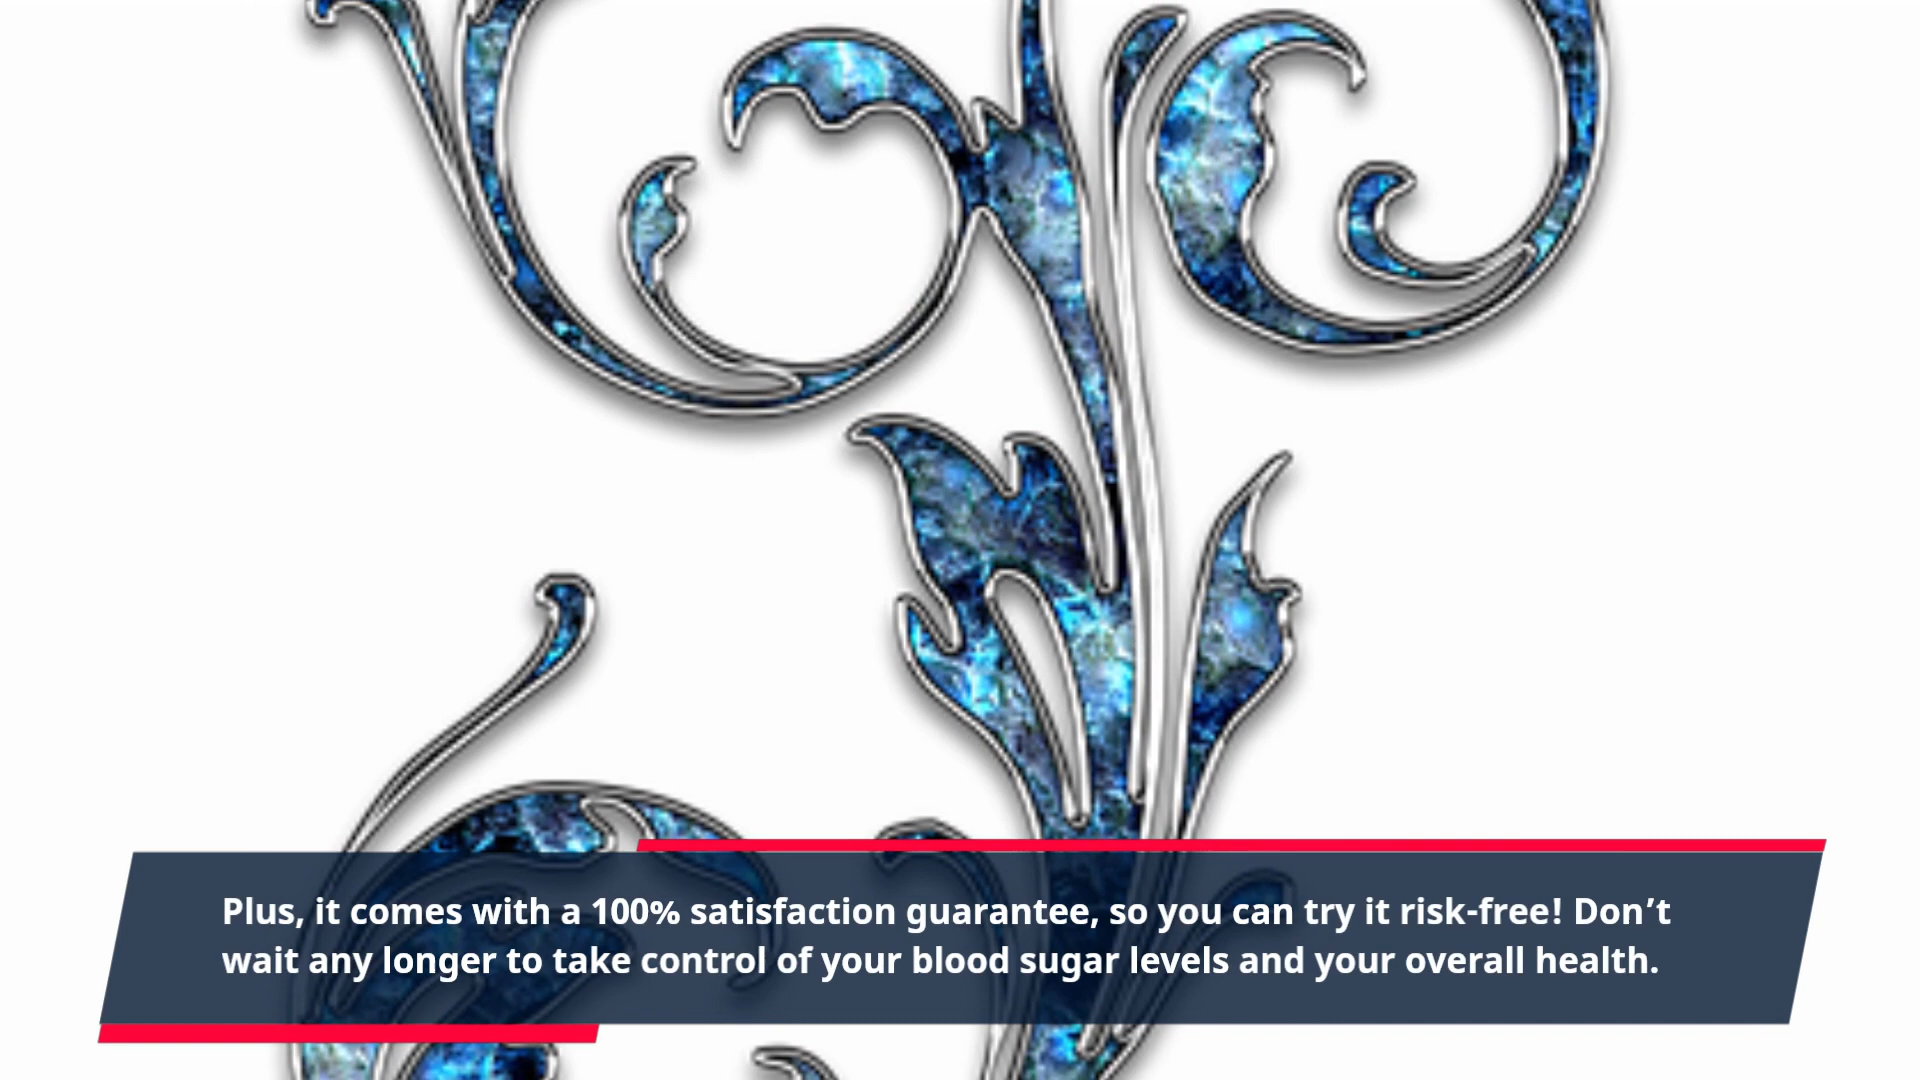 Plus, it comes with a 100% satisfaction guarantee, so you can try it risk-free! Don’t
wait any longer to take control of your blood sugar levels and your overall health.